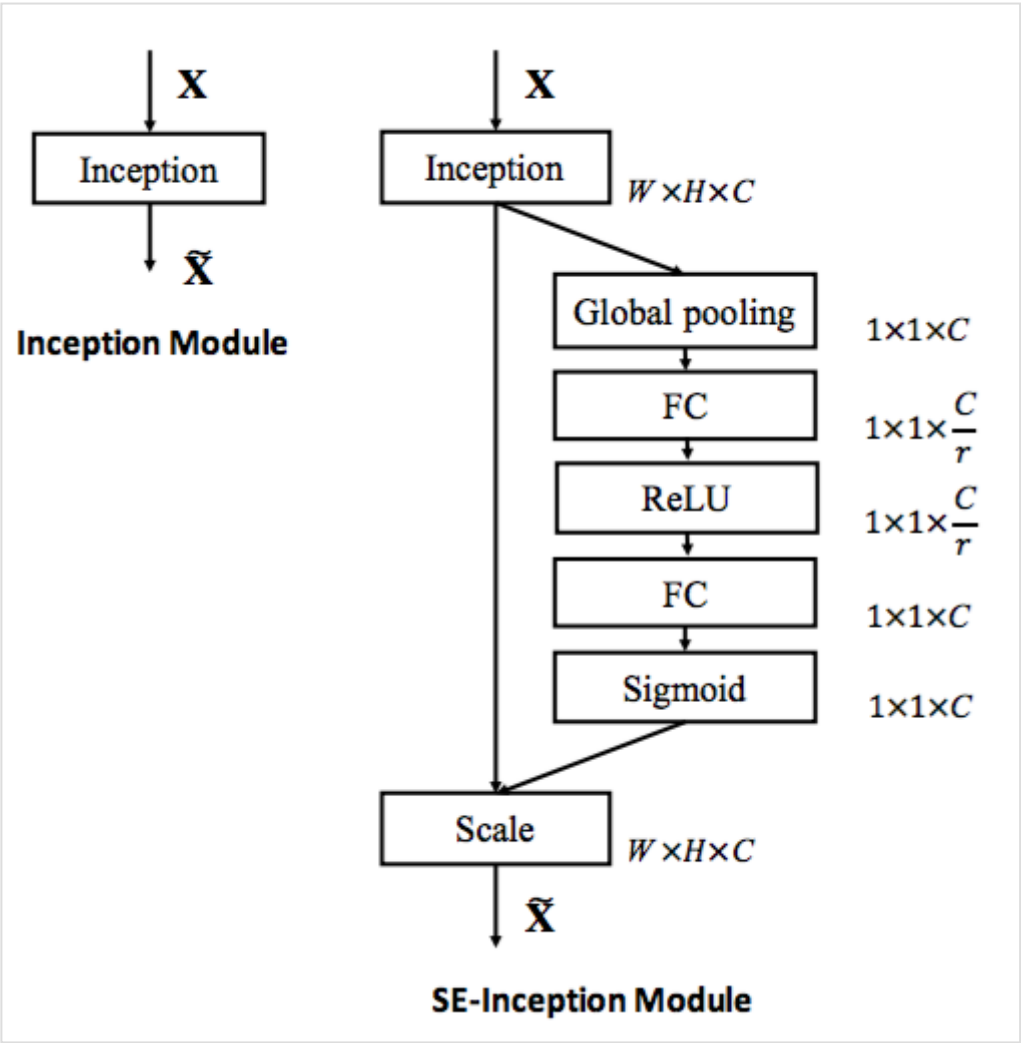 X
Inception
X̃
Inception Module
X
Inception
W×H×C
Global pooling
1×1×C
FC
1×1×C/r
ReLU
1×1×C/r
FC
1×1×C
Sigmoid
1×1×C
Scale
W×H×C
X̃
SE-Inception Module